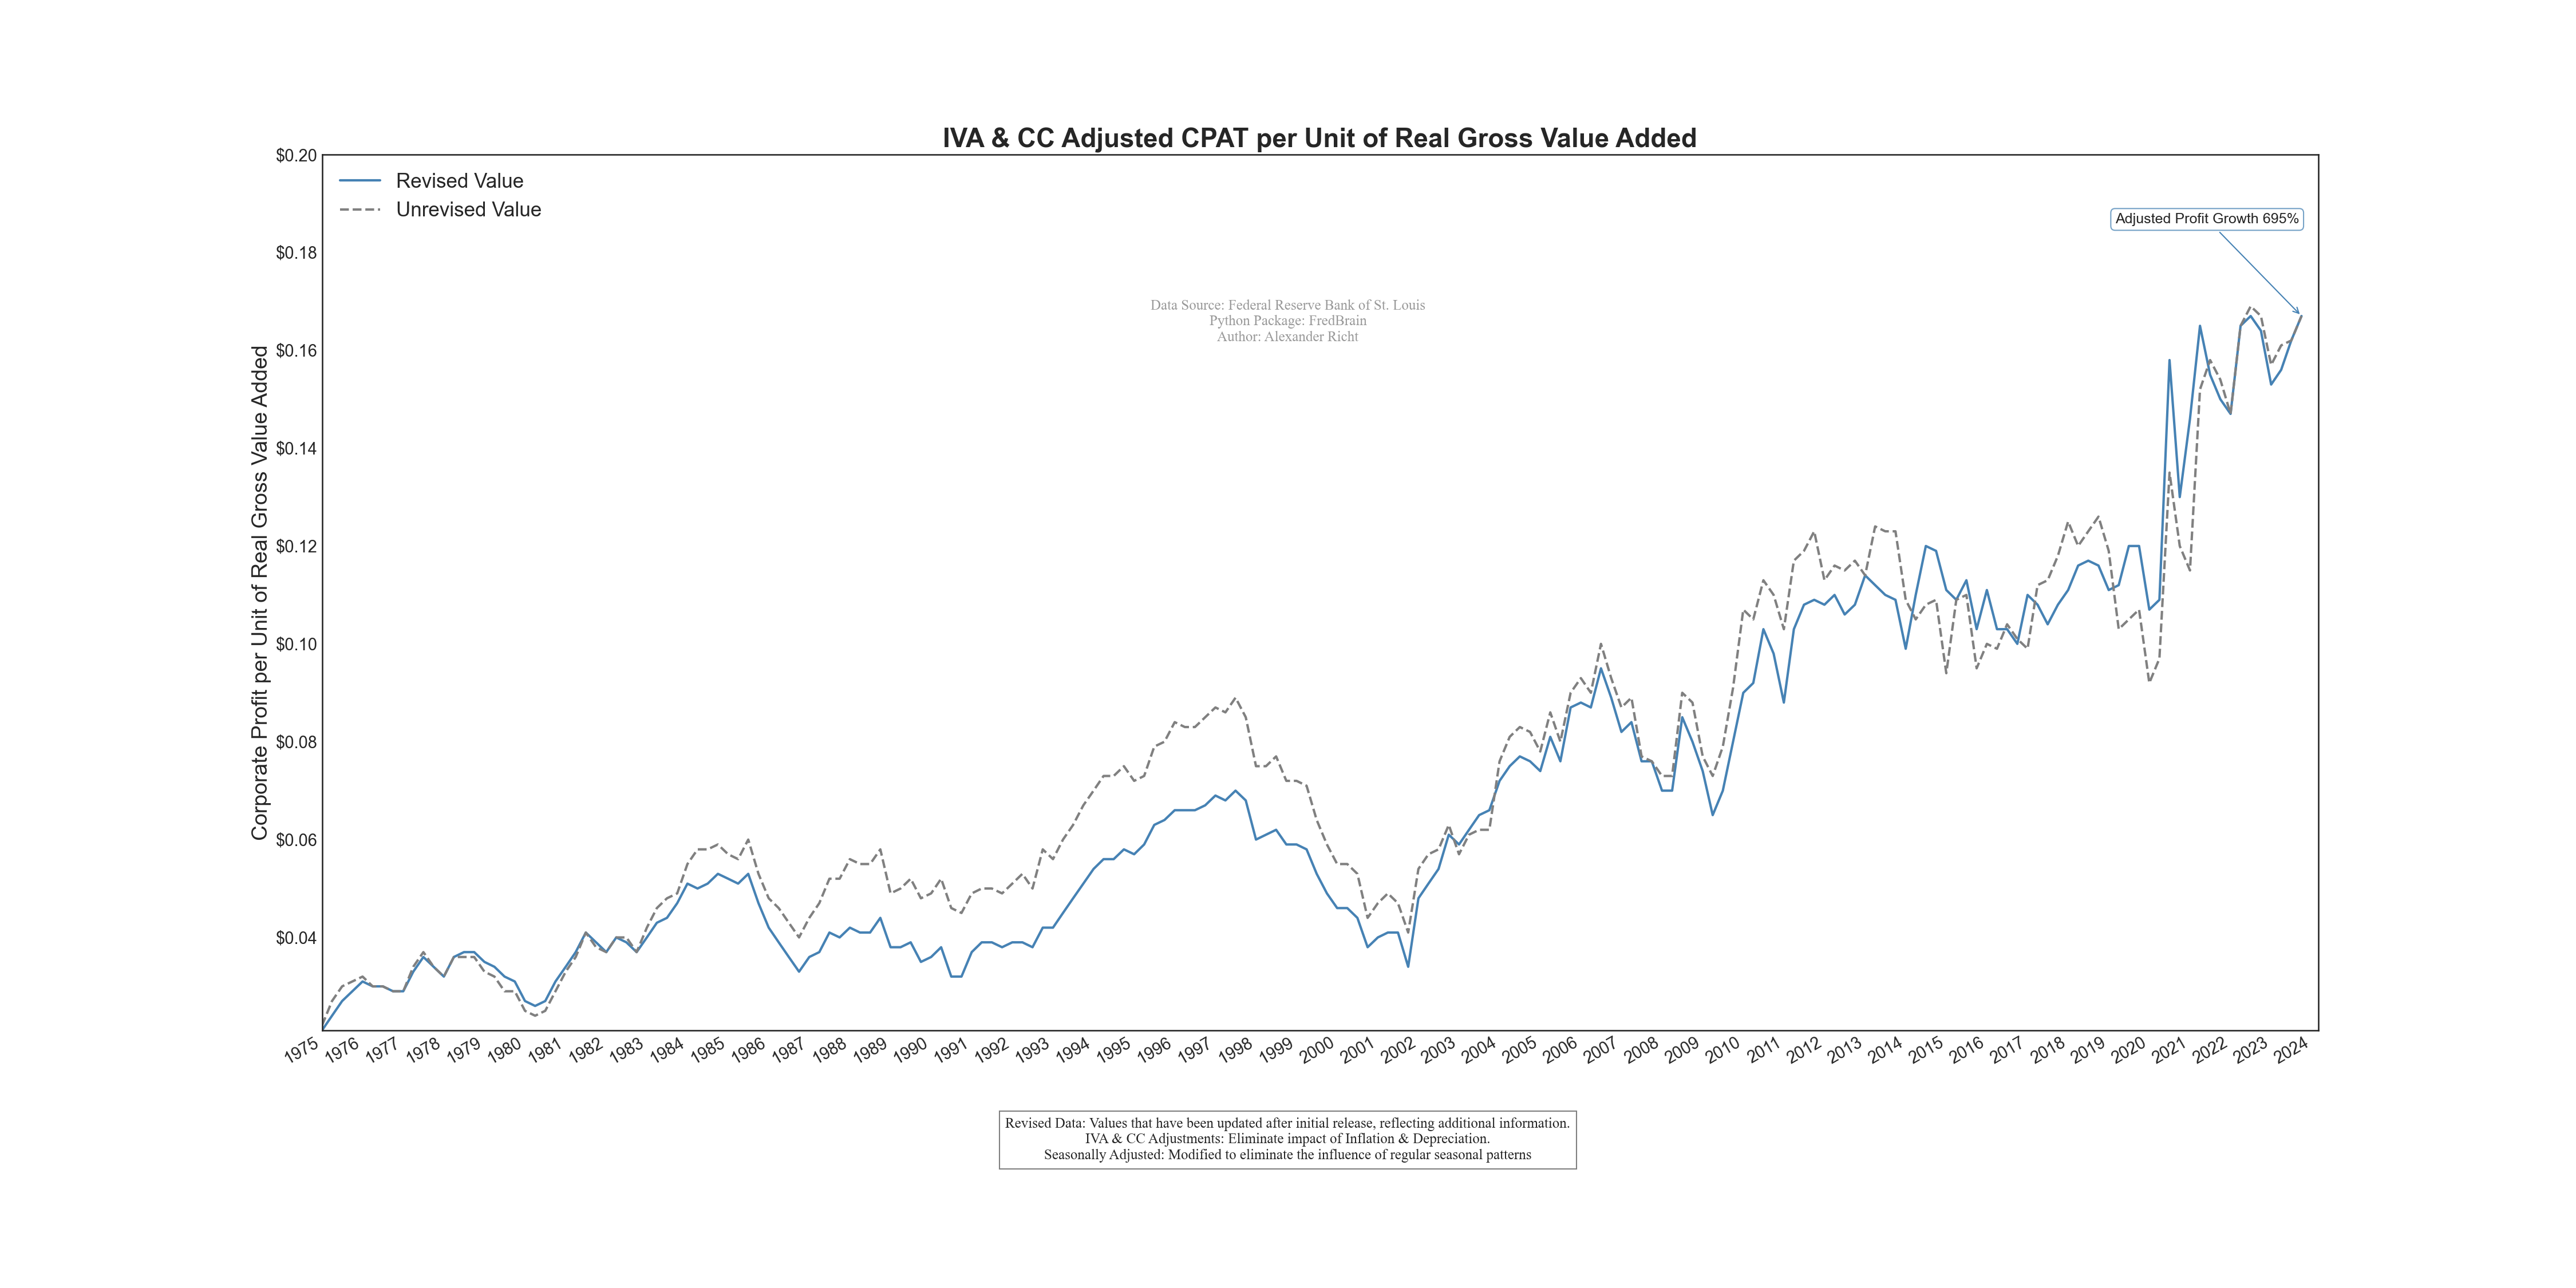 IVA & CC Adjusted CPAT per Unit of Real Gross Value Added
Revised Value
Unrevised Value
Adjusted Profit Growth 695%
Data Source: Federal Reserve Bank of St. Louis
Python Package: FredBrain
Author: Alexander Richt
Corporate Profit per Unit of Real Gross Value Added
$0.20
$0.18
$0.16
$0.14
$0.12
$0.10
$0.08
$0.06
$0.04
1975 1976 1977 1978 1979 1980 1981 1982 1983 1984 1985 1986 1987 1988 1989 1990 1991 1992 1993 1994 1995 1996 1997 1998 1999 2000 2001 2002 2003 2004 2005 2006 2007 2008 2009 2010 2011 2012 2013 2014 2015 2016 2017 2018 2019 2020 2021 2022 2023 2024
Revised Data: Values that have been updated after initial release, reflecting additional information.
IVA & CC Adjustments: Eliminate impact of Inflation & Depreciation.
Seasonally Adjusted: Modified to eliminate the influence of regular seasonal patterns